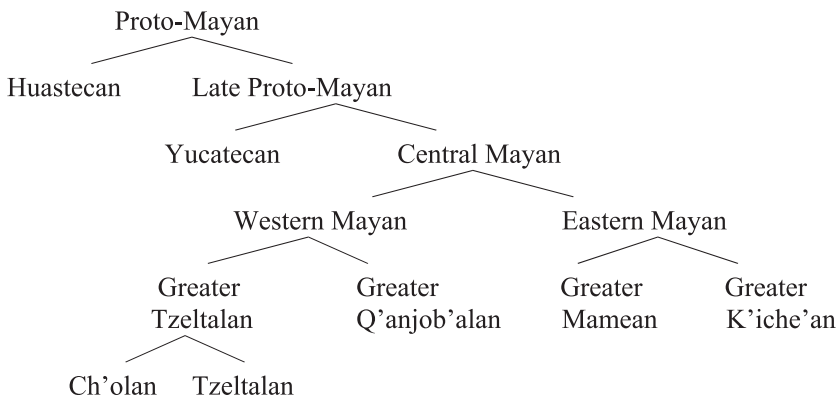 Proto-Mayan
Huastecan Late Proto-Mayan
Yucatecan Central Mayan
Western Mayan Eastern Mayan
Greater Greater Greater Greater
Tzeltalan Q’anjob’alan Mamean K’iche’an
Ch’olan Tzeltalan